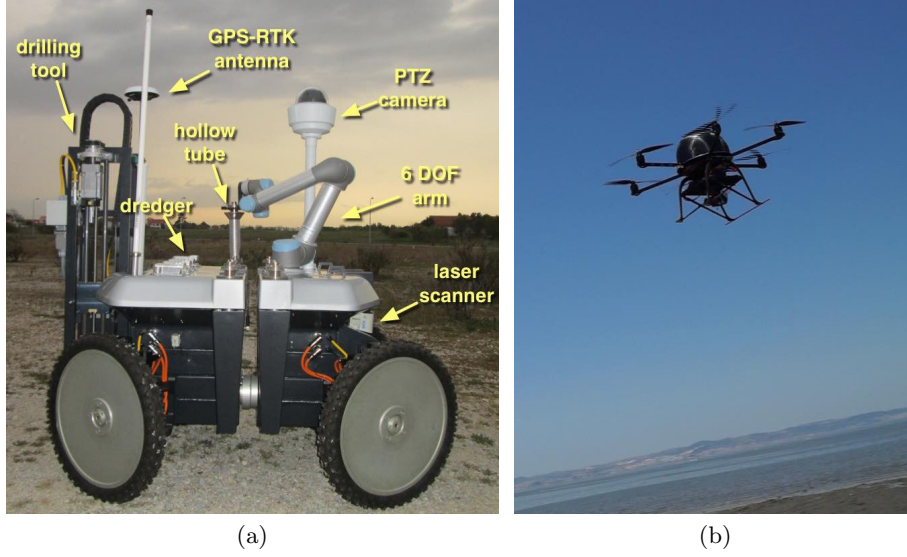 GPS-RTK
antenna
drilling
tool
PTZ
camera
hollow
tube
6 DOF
arm
dredger
laser
scanner
(a)
(b)